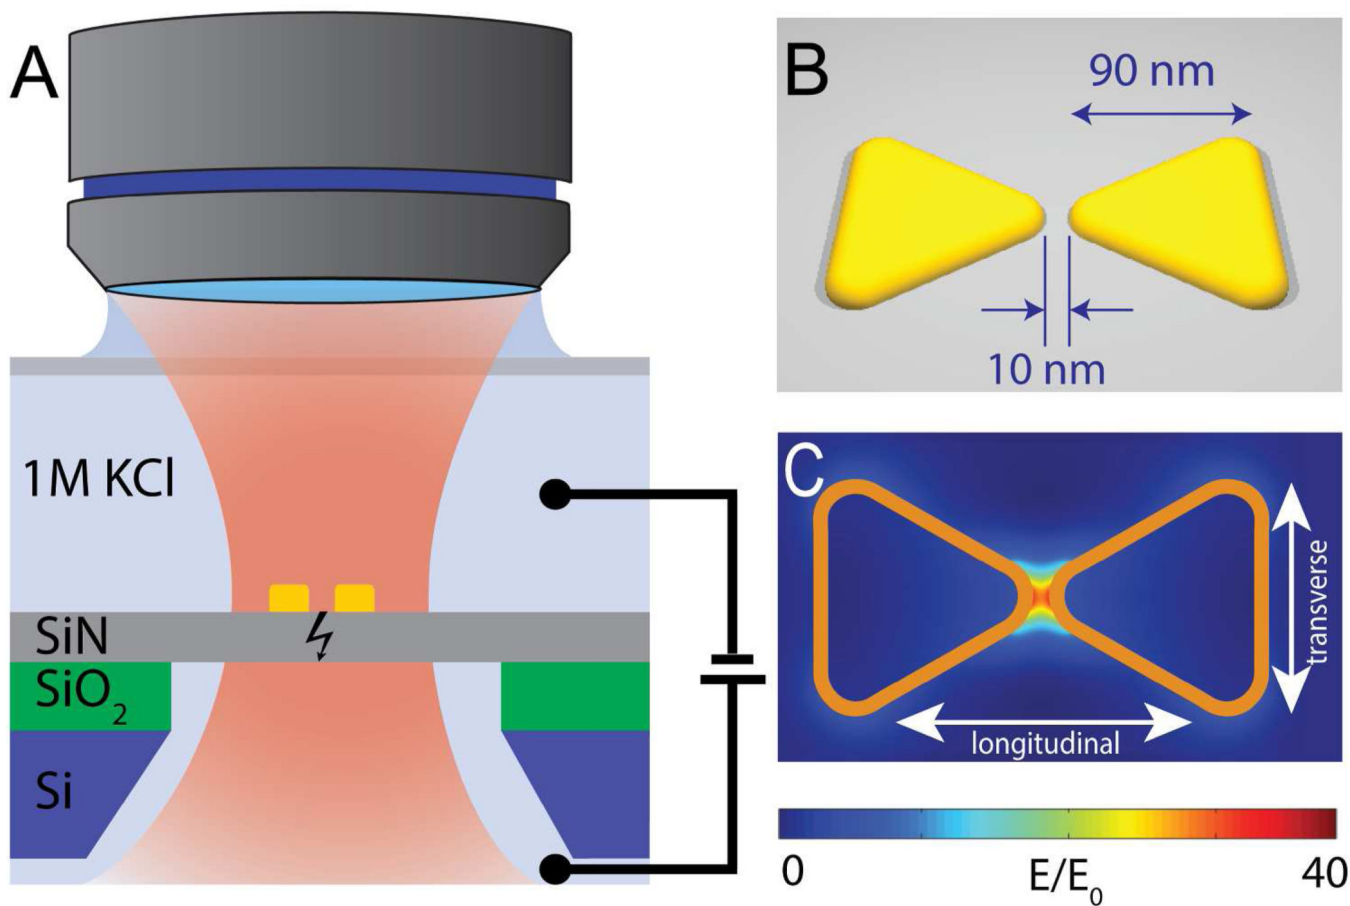 A
1M KCl
SiN
SiO2
Si
B
90 nm
10 nm
C
transverse
longitudinal
0
E/E0
40